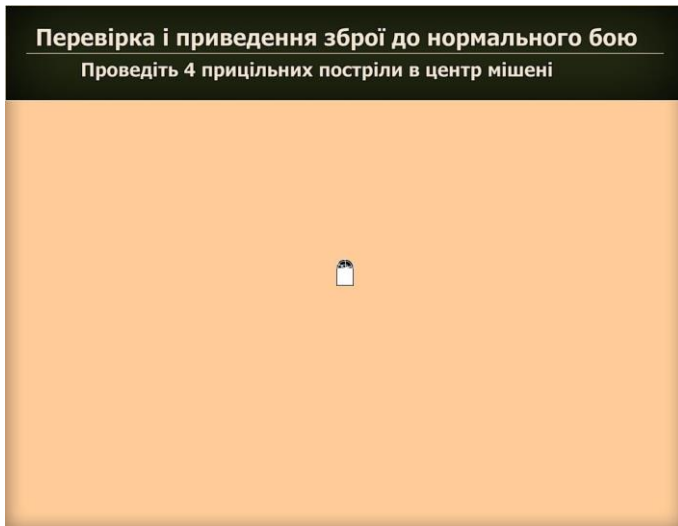 Перевірка і приведення зброї до нормального бою
Проведіть 4 прицільних постріли в центр мішені